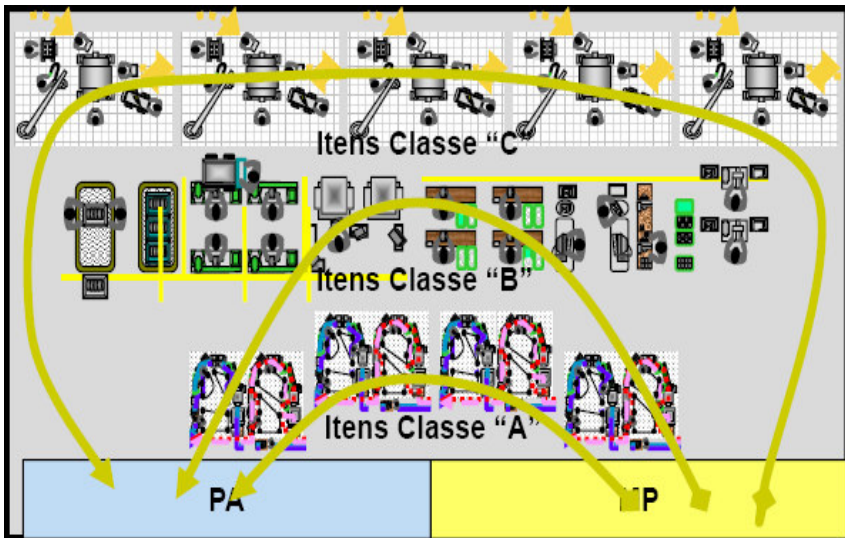 Itens Classe “C
Itens Classe “B”
Itens Classe “A”
PA
MP